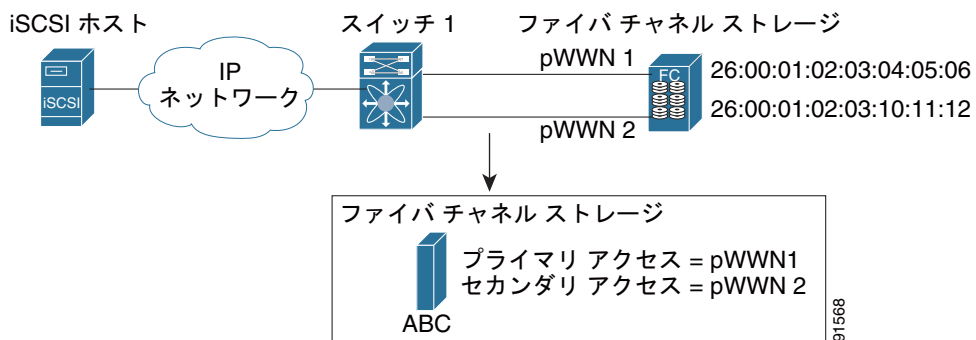 iSCSI ホスト
スイッチ 1
ファイバ チャネル ストレージ
iSCSI
IP
ネットワーク
pWWN 1
pWWN 2
FC
26:00:01:02:03:04:05:06
26:00:01:02:03:10:11:12
ファイバ チャネル ストレージ
プライマリ アクセス = pWWN1
セカンダリ アクセス = pWWN 2
ABC
91568